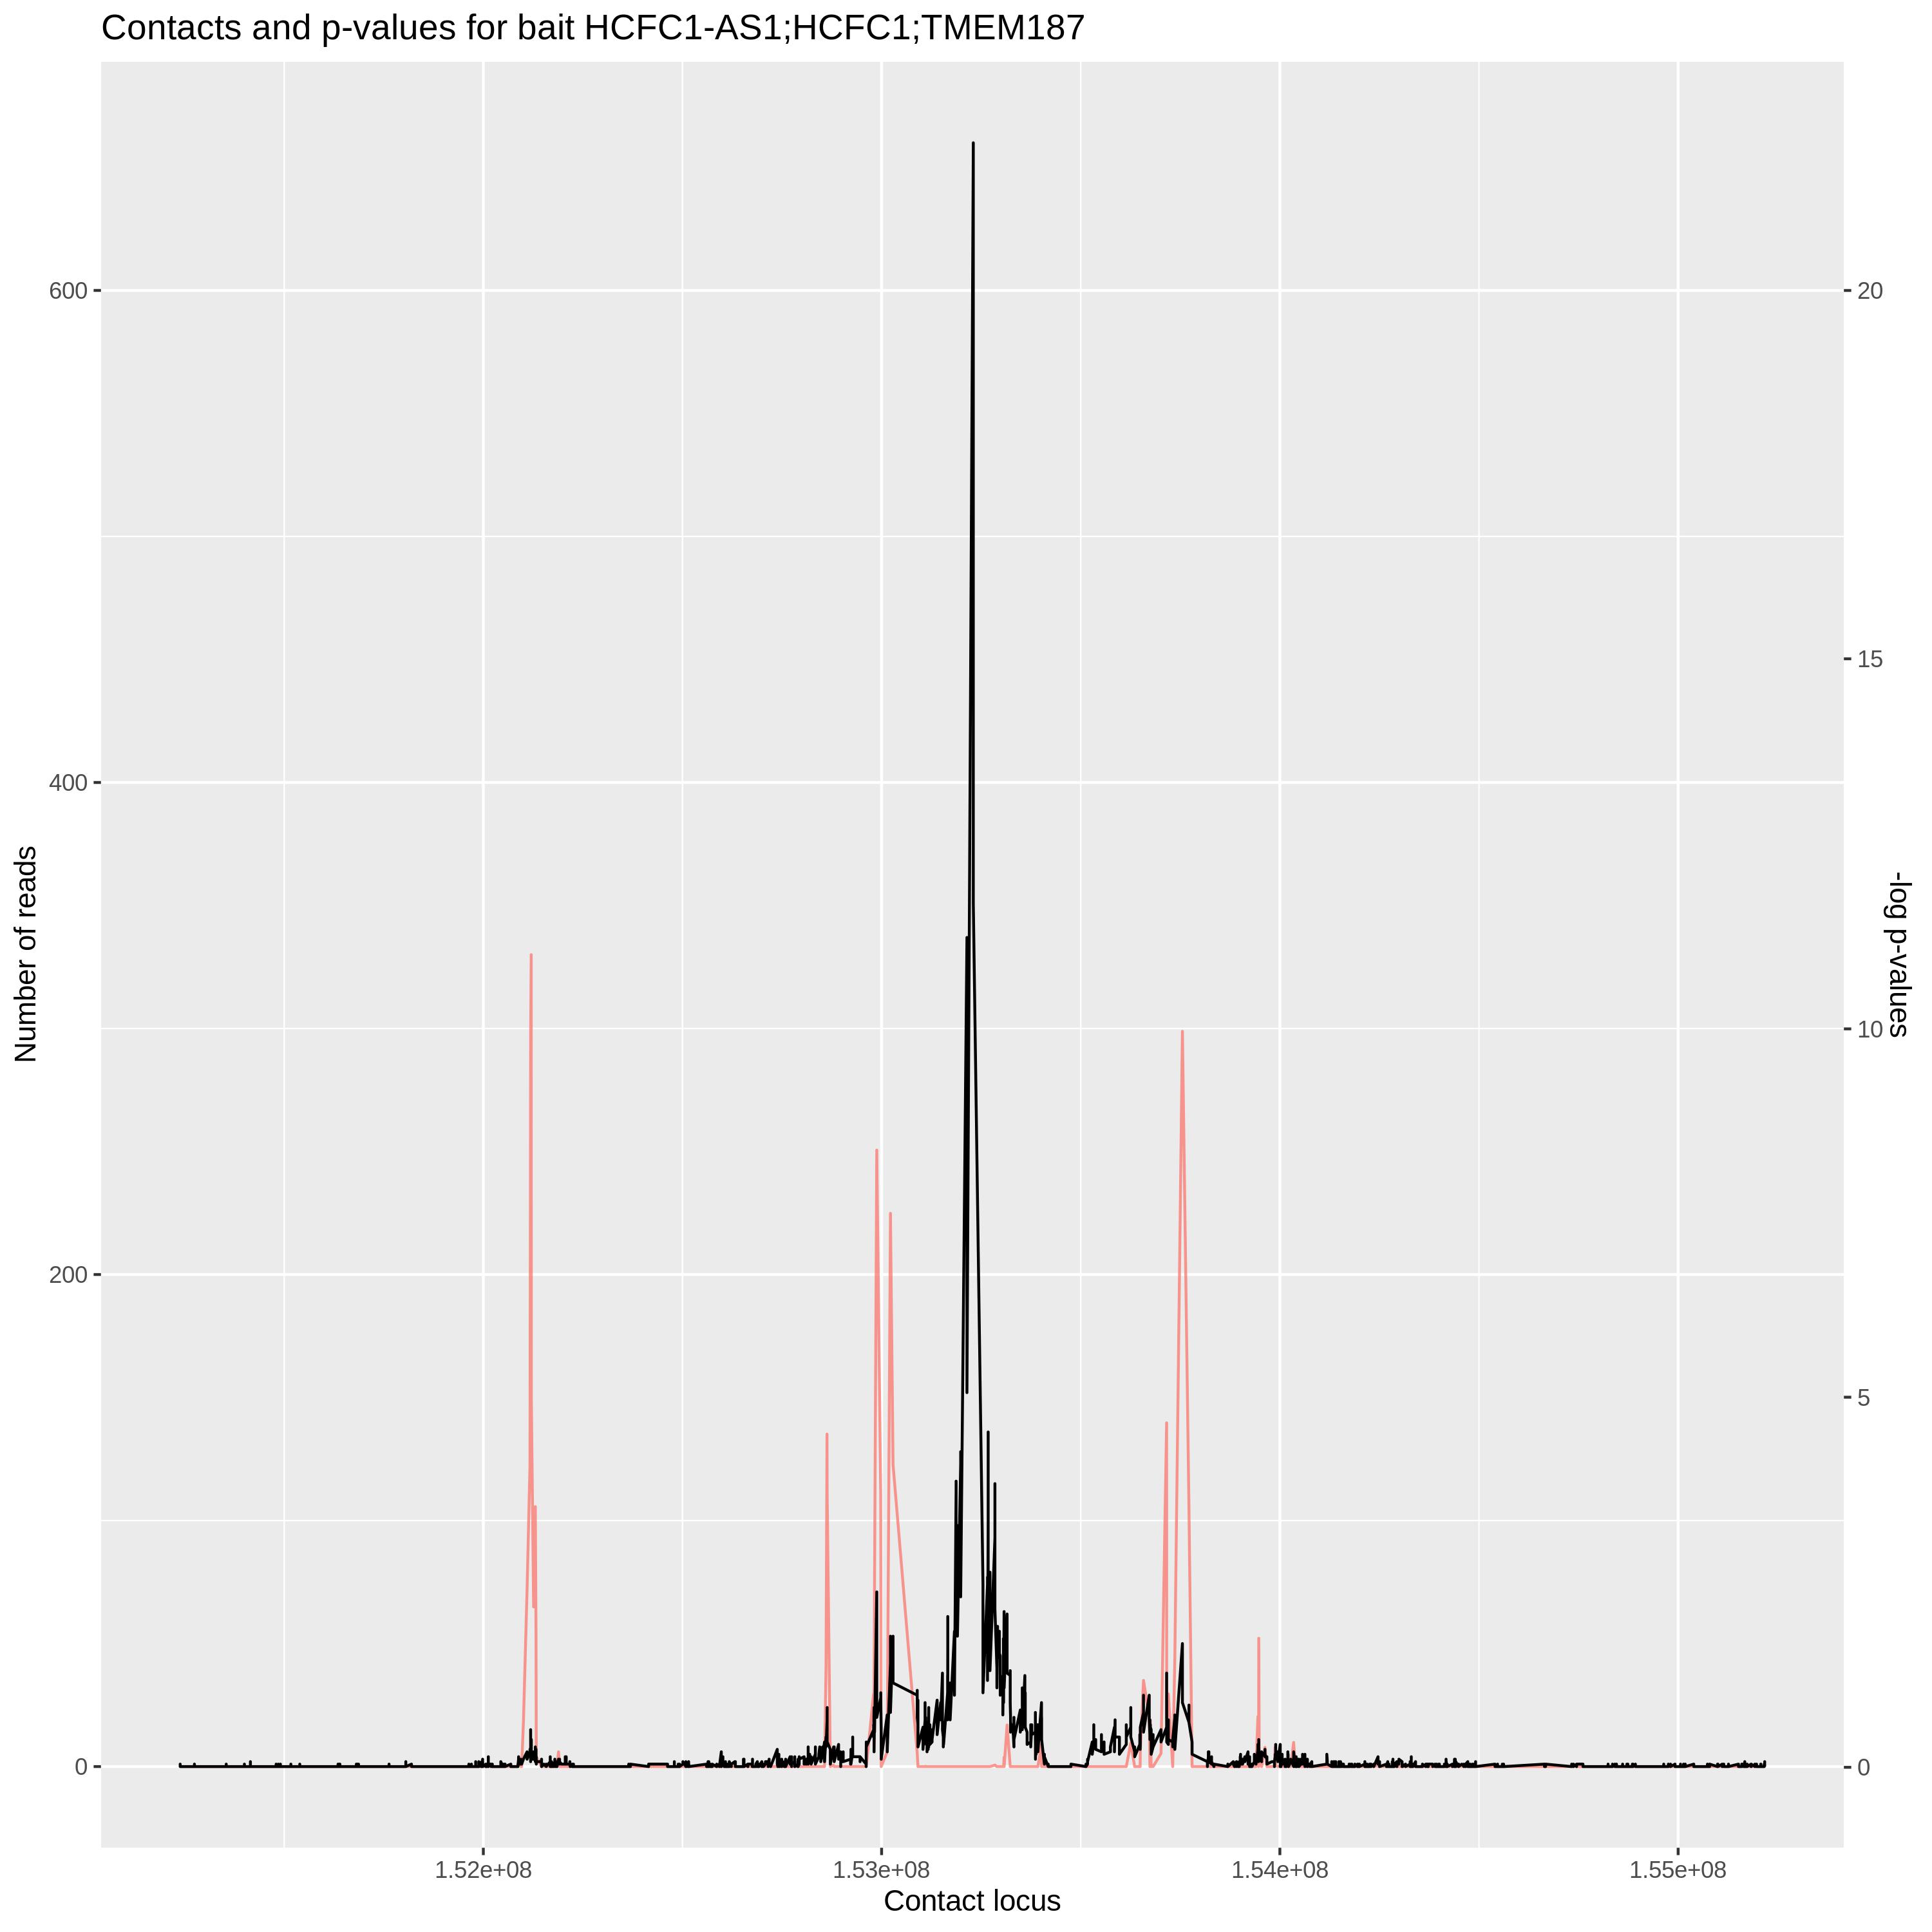 Contacts and p-values for bait HCFC1-AS1;HCFC1;TMEM187
Number of reads
600
400
200
0
20
15
10
5
0
-log p-values
1.52e+08
1.53e+08
1.54e+08
1.55e+08
Contact locus